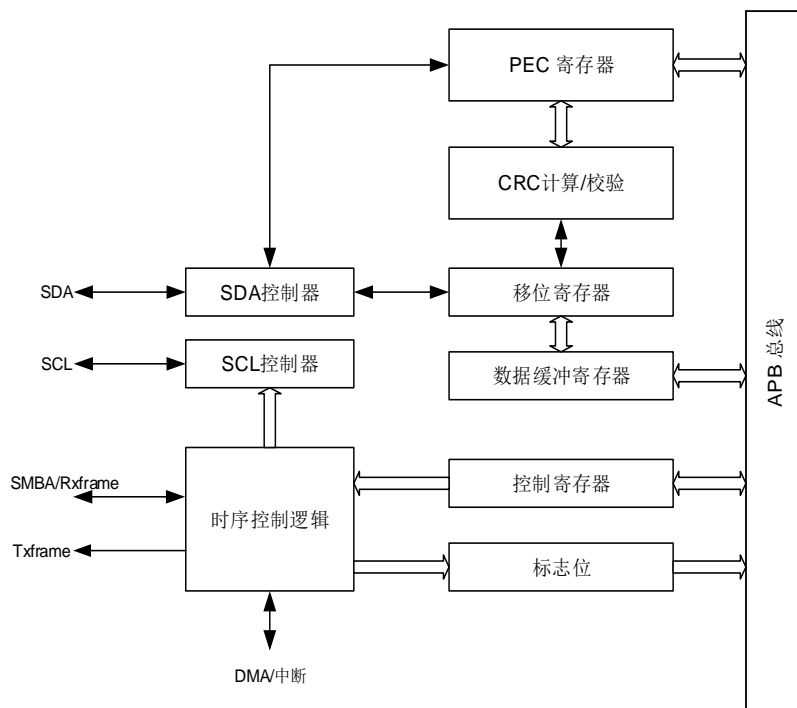 PEC 寄存器
CRC计算/校验
SDA
SDA控制器
移位寄存器
SCL
SCL控制器
数据缓冲寄存器
APB 总线
SMBA/Rxframe
时序控制逻辑
控制寄存器
Txframe
标志位
DMA/中断